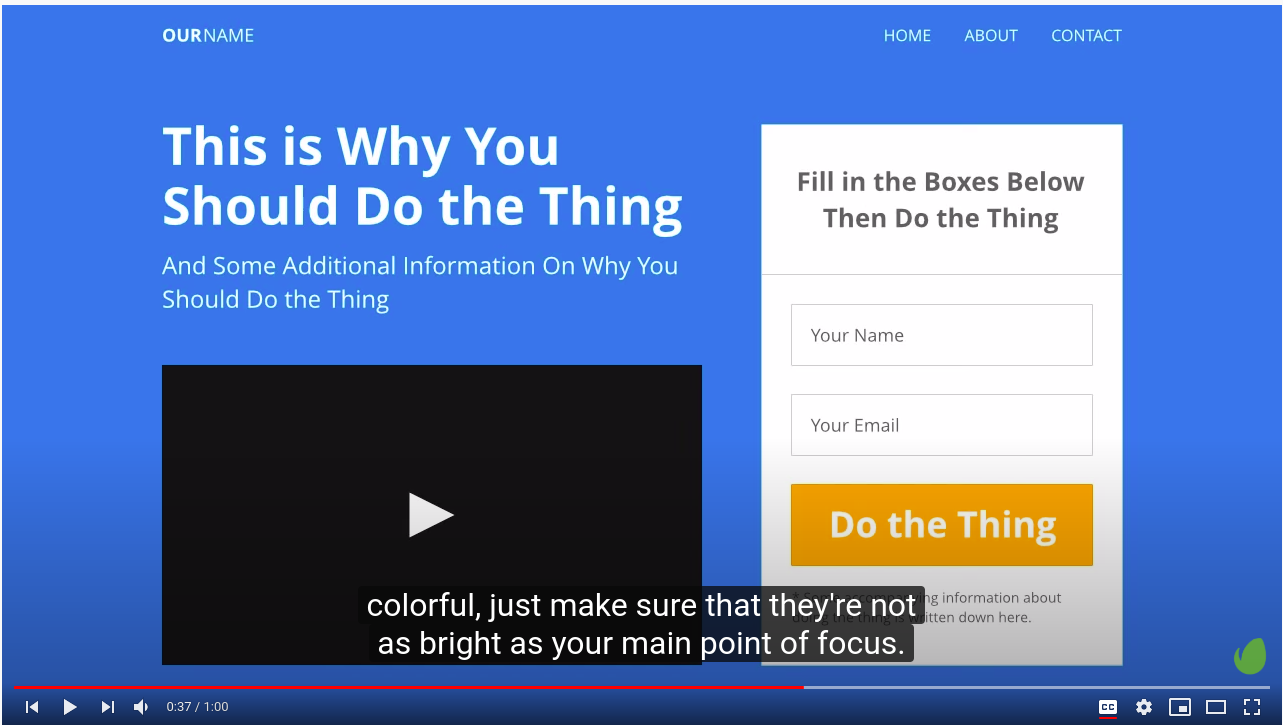 OURNAME
HOME ABOUT CONTACT
This is Why You
Should Do the Thing
And Some Additional Information On Why You
Should Do the Thing
Fill in the Boxes Below
Then Do the Thing
Your Name
Your Email
Do the Thing
information about
the thing is written down here.
colorful, just make sure that they're not
as bright as your main point of focus.
0:37 / 1:00
CC